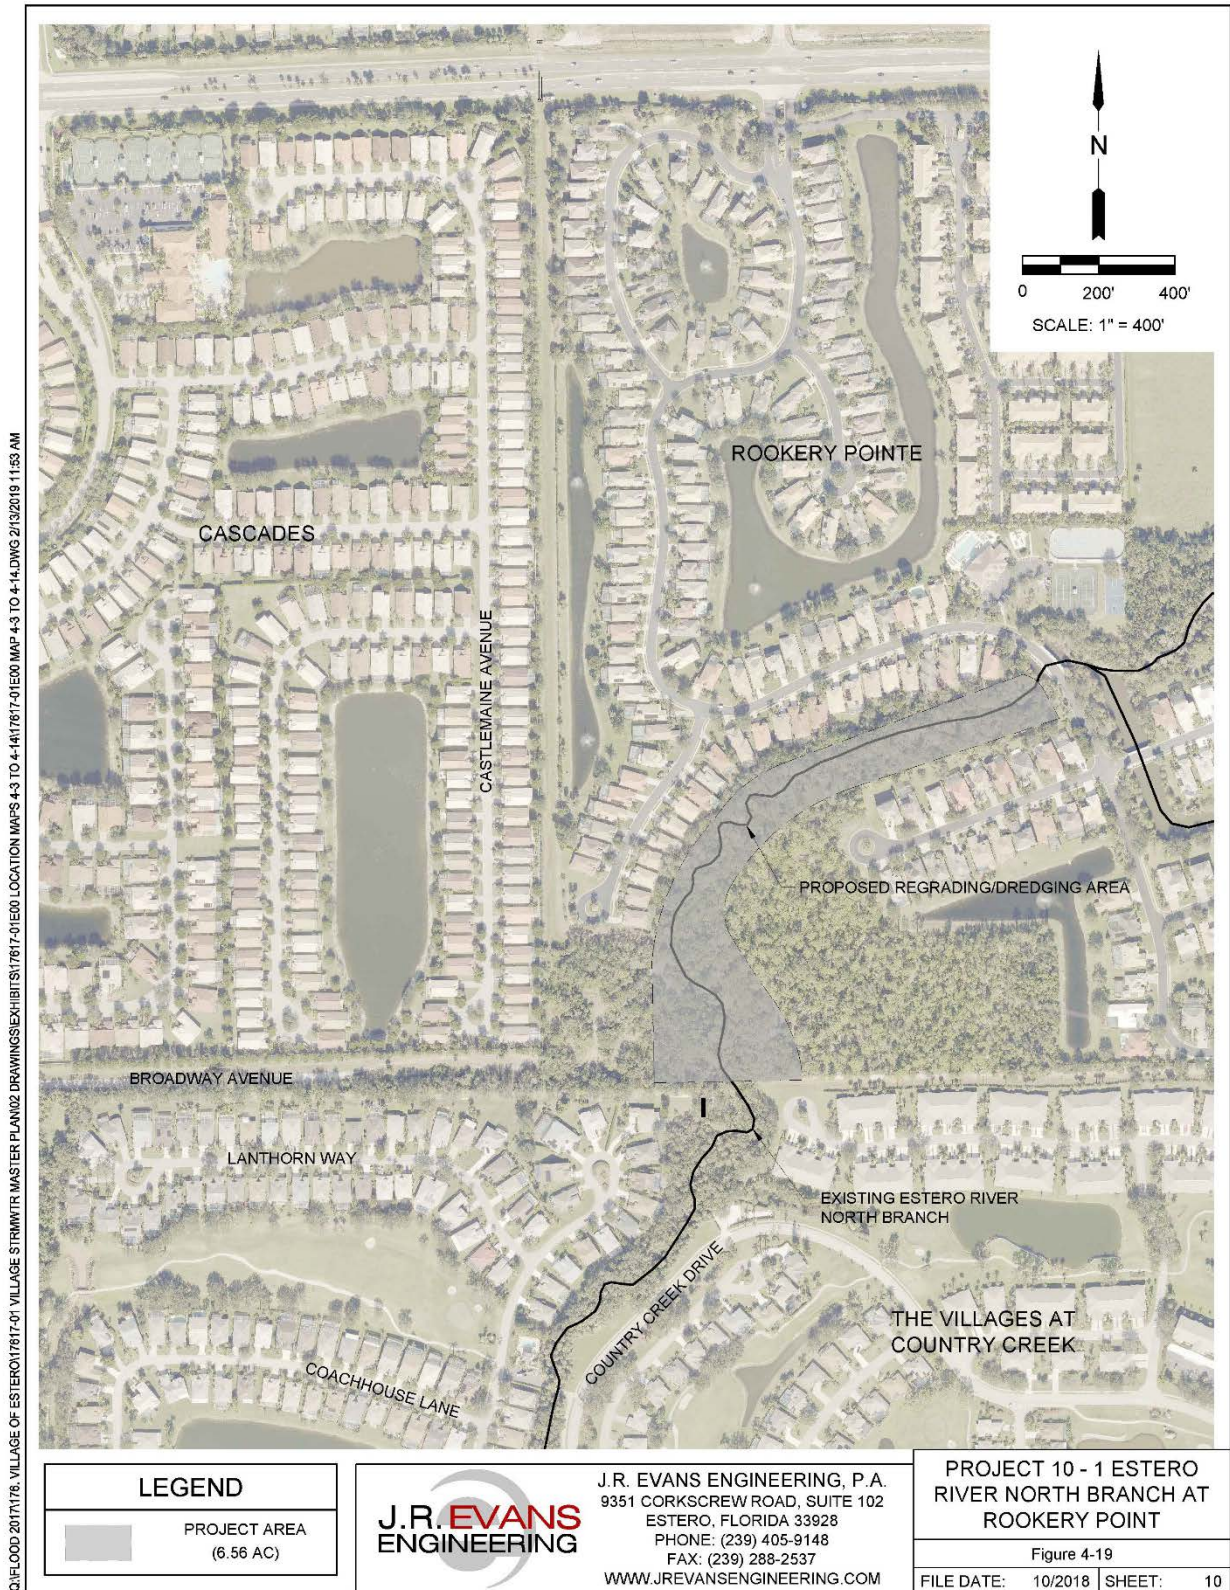 N
0 200' 400'
SCALE: 1" = 400'
ROOKERY POINTE
CASCADES
CASTLEMAINE AVENUE
PROPOSED REGRADING/DREDGING AREA
BROADWAY AVENUE
I
LANTHORN WAY
EXISTING ESTERO RIVER
NORTH BRANCH
COUNTRY CREEK DRIVE
THE VILLAGES AT
COUNTRY CREEK
COACHHOUSE LANE
Q:\FLOOD 2017\1176. VILLAGE OF ESTERO\17617-01 VILLAGE STRMWTR MASTER PLAN\02 DRAWINGS\EXHIBITS\17617-01E00 LOCATION MAPS 4-3 TO 4-14\17617-01E00 MAP 4-3 TO 4-14.DWG 2/13/2019 11:53 AM
LEGEND
PROJECT AREA
(6.56 AC)
J.R. EVANS
ENGINEERING
J.R. EVANS ENGINEERING, P.A.
9351 CORKSCREW ROAD, SUITE 102
ESTERO, FLORIDA 33928
PHONE: (239) 405-9148
FAX: (239) 288-2537
WWW.JREVANSENGINEERING.COM
PROJECT 10 - 1 ESTERO
RIVER NORTH BRANCH AT
ROOKERY POINT
Figure 4-19
FILE DATE: 10/2018 SHEET: 10